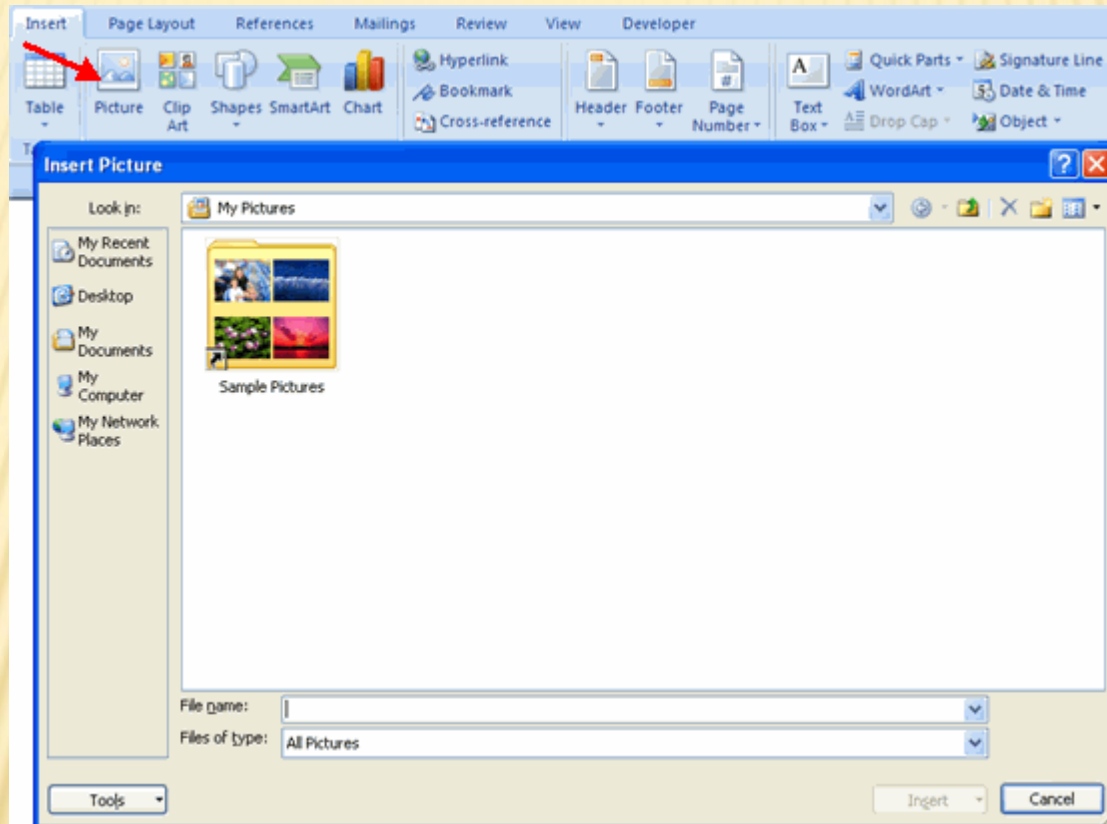 Insert Page Layout References Mailings Review View Developer
Hyperlink Quick Parts Signature Line
Bookmark WordArt Date & Time
Table Picture Clip Art Shapes SmartArt Chart Cross-reference Header Footer Page Number Text Box Drop Cap Object
Insert Picture
Look in: My Pictures
My Recent Documents
Desktop
My Documents
My Computer
My Network Places
Sample Pictures
File name:
Files of type: All Pictures
Tools Insert Cancel